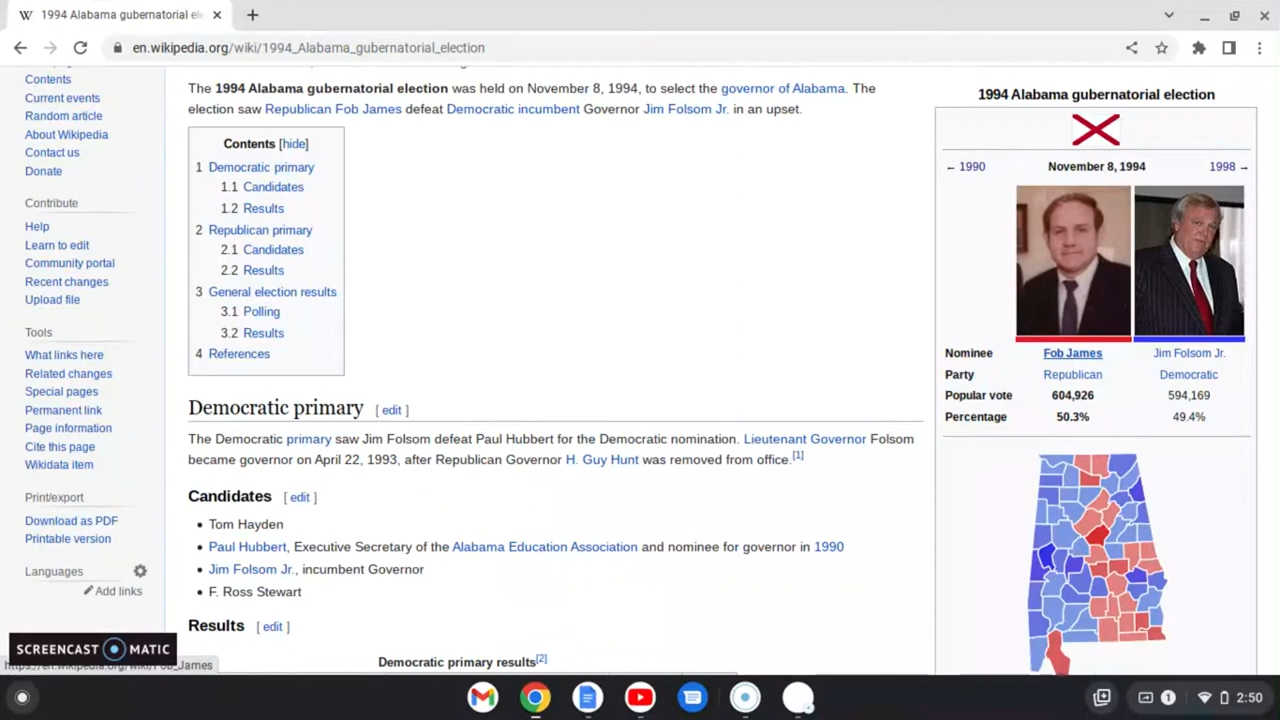 1994 Alabama gubernatorial ele
en.wikipedia.org/wiki/1994_Alabama_gubernatorial_election
Contents
Current events
Random article
About Wikipedia
Contact us
Donate
Contribute
Help
Learn to edit
Community portal
Recent changes
Upload file
Tools
What links here
Related changes
Special pages
Permanent link
Page information
Cite this page
Wikidata item
Print/export
Download as PDF
Printable version
Languages
Add links
SCREENCAST MATIC
https://en.wikipedia.org/wiki/Fob_James
The 1994 Alabama gubernatorial election was held on November 8, 1994, to select the governor of Alabama. The
election saw Republican Fob James defeat Democratic incumbent Governor Jim Folsom Jr. in an upset.
Contents [hide]
1 Democratic primary
1.1 Candidates
1.2 Results
2 Republican primary
2.1 Candidates
2.2 Results
3 General election results
3.1 Polling
3.2 Results
4 References
Democratic primary [ edit ]
The Democratic primary saw Jim Folsom defeat Paul Hubbert for the Democratic nomination. Lieutenant Governor Folsom
became governor on April 22, 1993, after Republican Governor H. Guy Hunt was removed from office.[1]
Candidates [ edit ]
• Tom Hayden
• Paul Hubbert, Executive Secretary of the Alabama Education Association and nominee for governor in 1990
• Jim Folsom Jr., incumbent Governor
• F. Ross Stewart
Results [ edit ]
Democratic primary results[2]
1994 Alabama gubernatorial election
← 1990 November 8, 1994 1998 →
Nominee Fob James Jim Folsom Jr.
Party Republican Democratic
Popular vote 604,926 594,169
Percentage 50.3% 49.4%
1 2:50